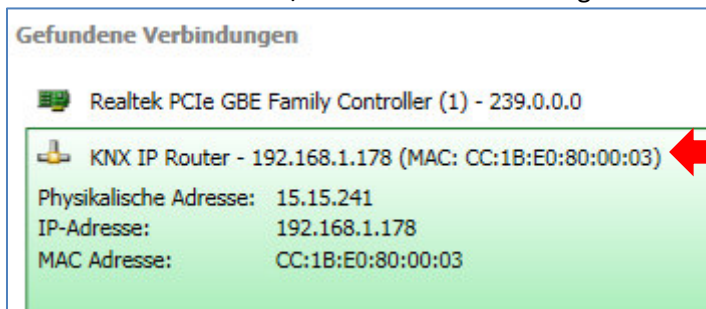 Gefundene Verbindungen
Realtek PCIe GBE Family Controller (1) - 239.0.0.0
KNX IP Router - 192.168.1.178 (MAC: CC:1B:E0:80:00:03)
Physikalische Adresse: 15.15.241
IP-Adresse: 192.168.1.178
MAC Adresse: CC:1B:E0:80:00:03